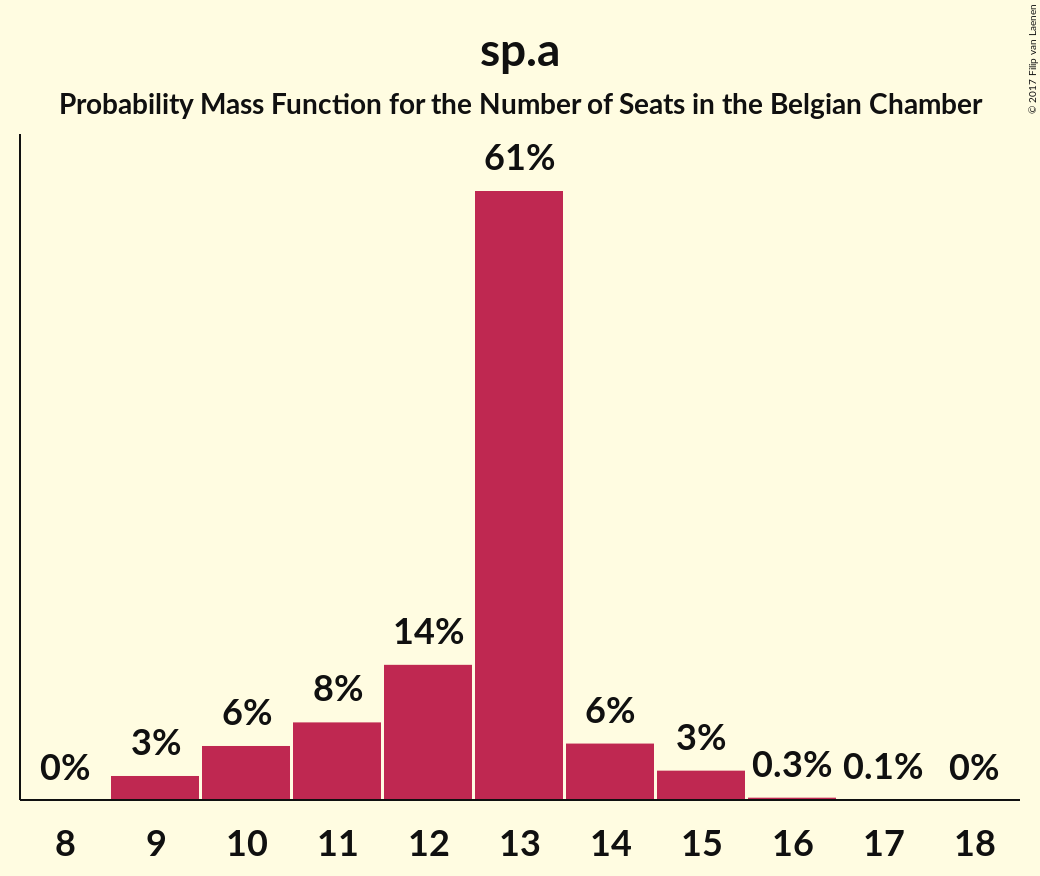 sp.a
Probability Mass Function for the Number of Seats in the Belgian Chamber
© 2017 Filip van Laenen
0% 3% 6% 8% 14% 61% 6% 3% 0.3% 0.1% 0%
8 9 10 11 12 13 14 15 16 17 18